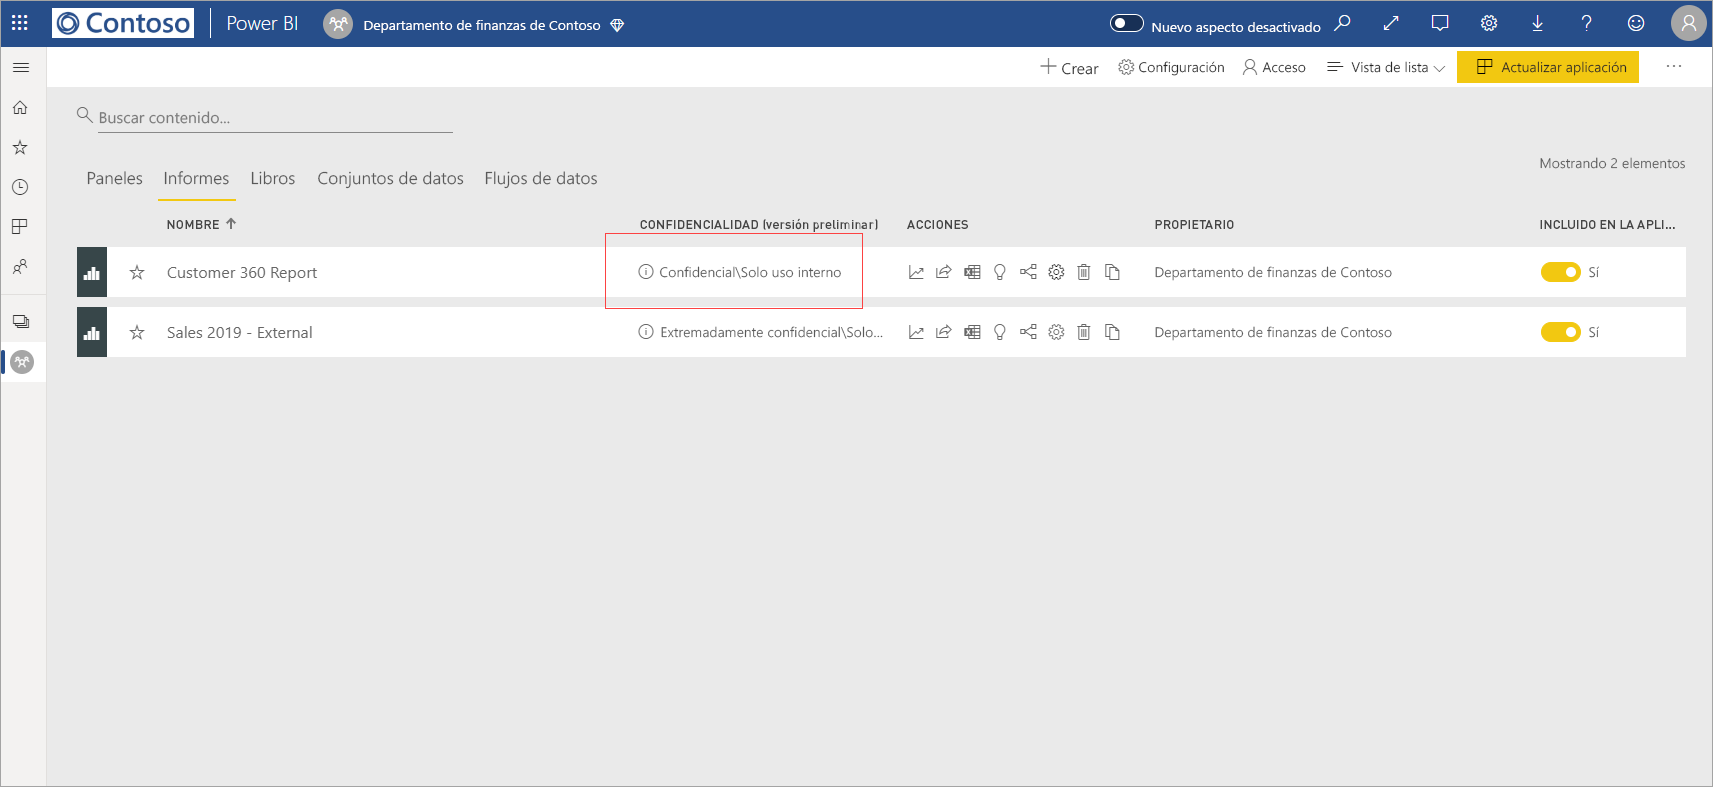 Contoso Power BI Departamento de finanzas de Contoso Nuevo aspecto desactivado ?
Crear Configuración Acceso Vista de lista Actualizar aplicación ...
Buscar contenido...
Mostrando 2 elementos
Paneles Informes Libros Conjuntos de datos Flujos de datos
NOMBRE CONFIDENCIALIDAD (versión preliminar) ACCIONES PROPIETARIO INCLUIDO EN LA APLI...
Customer 360 Report Confidencial\Solo uso interno Departamento de finanzas de Contoso Sí
Sales 2019 - External Extremadamente confidencial\Solo... Departamento de finanzas de Contoso Sí